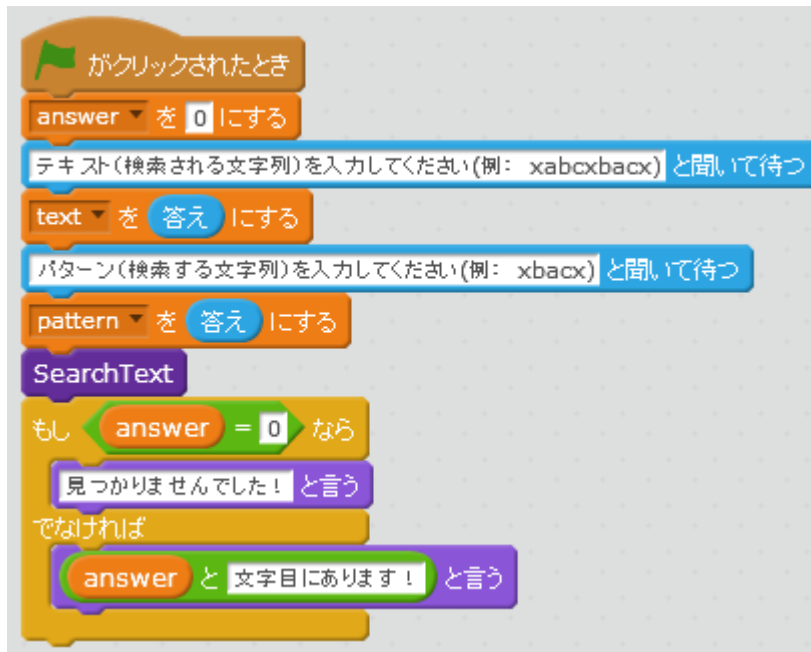 がクリックされたとき
answer を 0 にする
テキスト(検索される文字列)を入力してください(例: xabcxbacx) と聞いて待つ
text を 答え にする
パターン(検索する文字列)を入力してください(例: xbacx) と聞いて待つ
pattern を 答え にする
SearchText
もし answer = 0 なら
見つかりませんでした! と言う
でなければ
answer と 文字目にあります! と言う